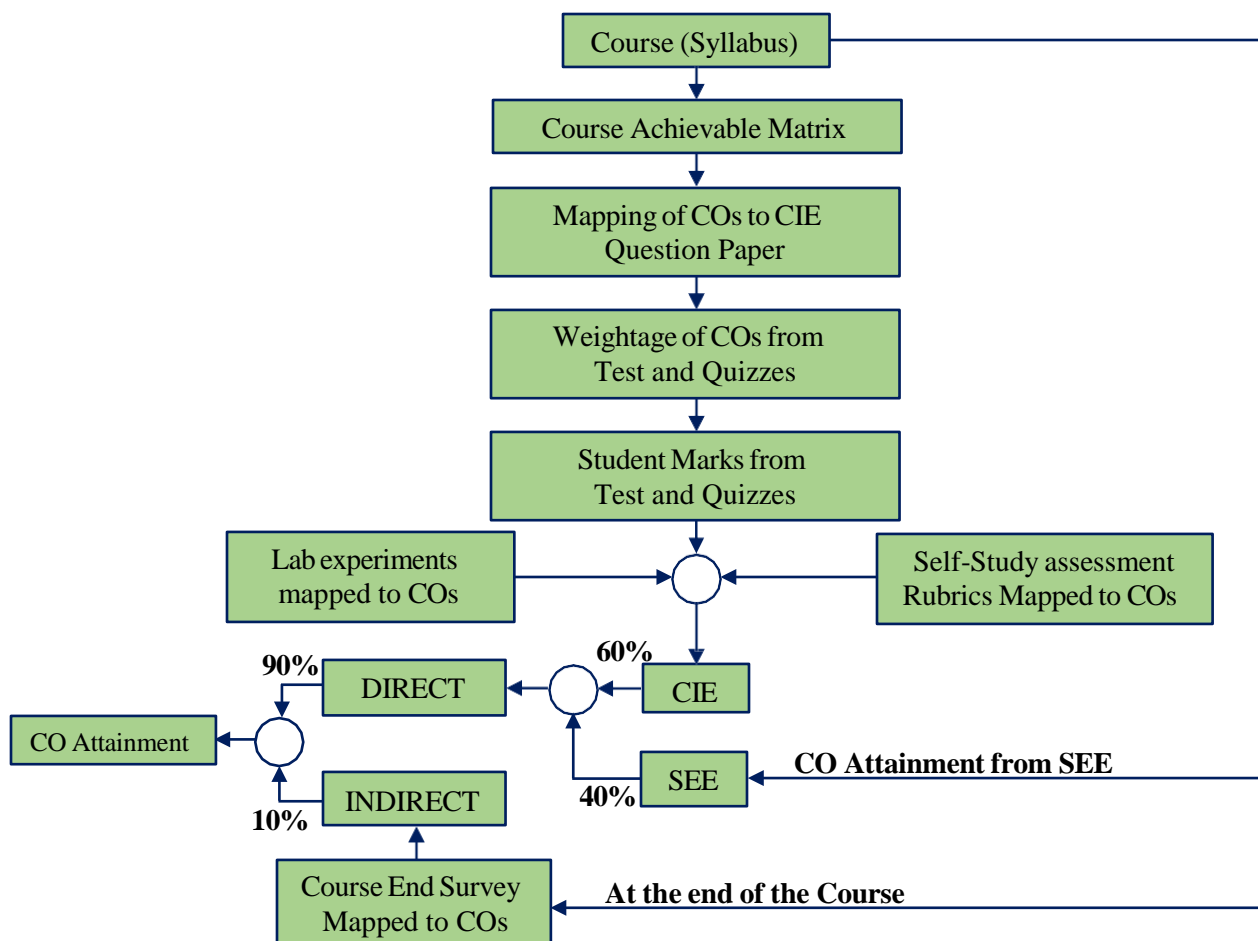 Course (Syllabus)
Course Achievable Matrix
Mapping of COs to CIE
Question Paper
Weightage of COs from
Test and Quizzes
Student Marks from
Test and Quizzes
Lab experiments
mapped to COs
Self-Study assessment
Rubrics Mapped to COs
60%
90%
DIRECT
CIE
CO Attainment
CO Attainment from SEE
SEE
40%
INDIRECT
10%
Course End Survey
Mapped to COs
At the end of the Course